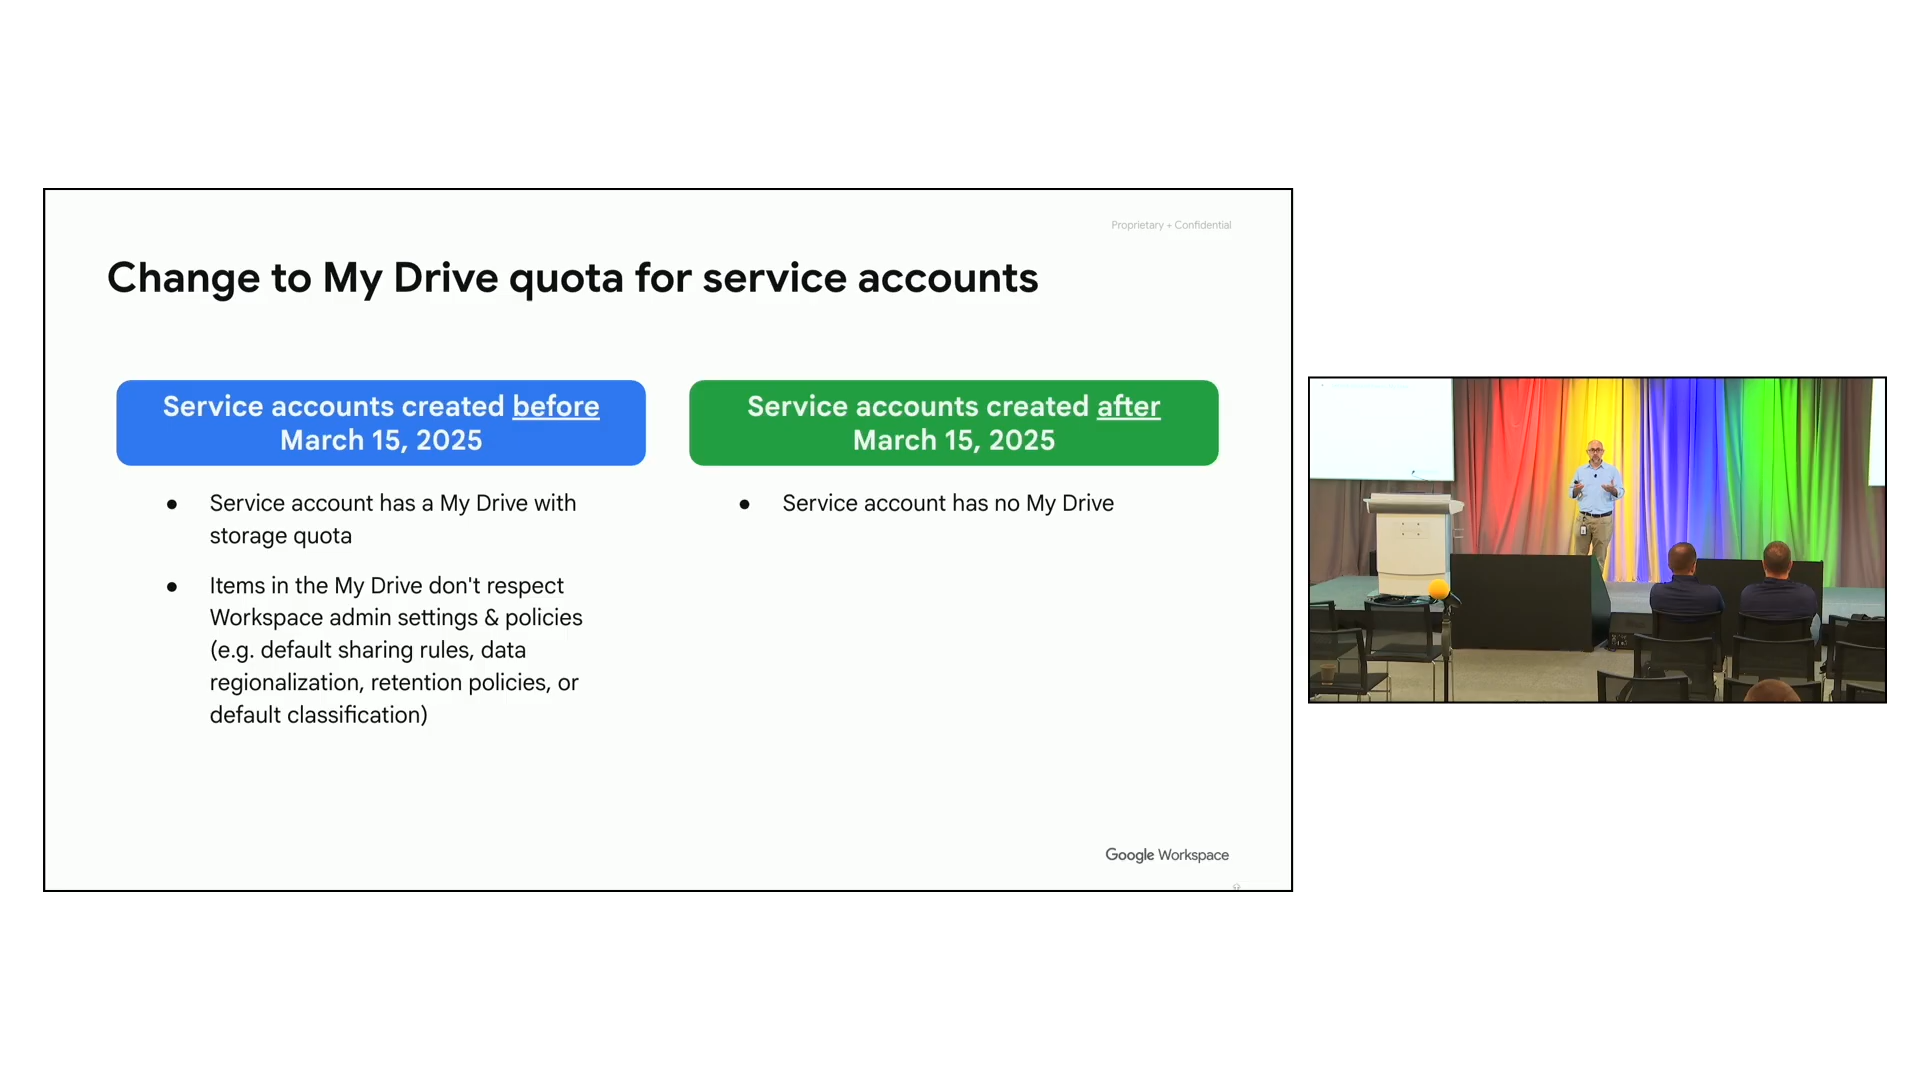 Proprietary + Confidential
Change to My Drive quota for service accounts
Service accounts created before
March 15, 2025
● Service account has a My Drive with
storage quota
● Items in the My Drive don't respect
Workspace admin settings & policies
(e.g. default sharing rules, data
regionalization, retention policies, or
default classification)
Service accounts created after
March 15, 2025
● Service account has no My Drive
Google Workspace